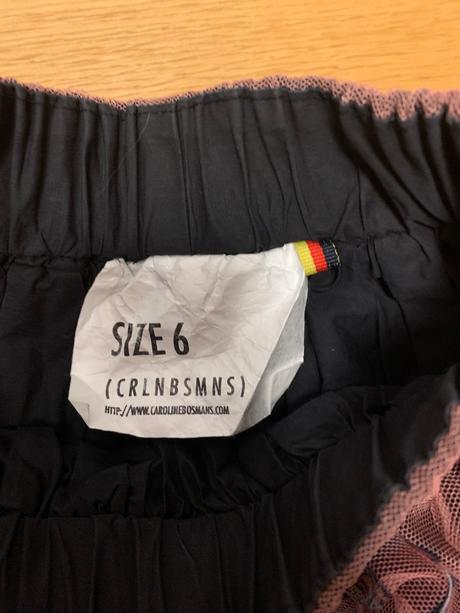 SIZE 6
(CRLNBSMNS)
HTTP://WWW.CAROLINEBOSMANS.COM